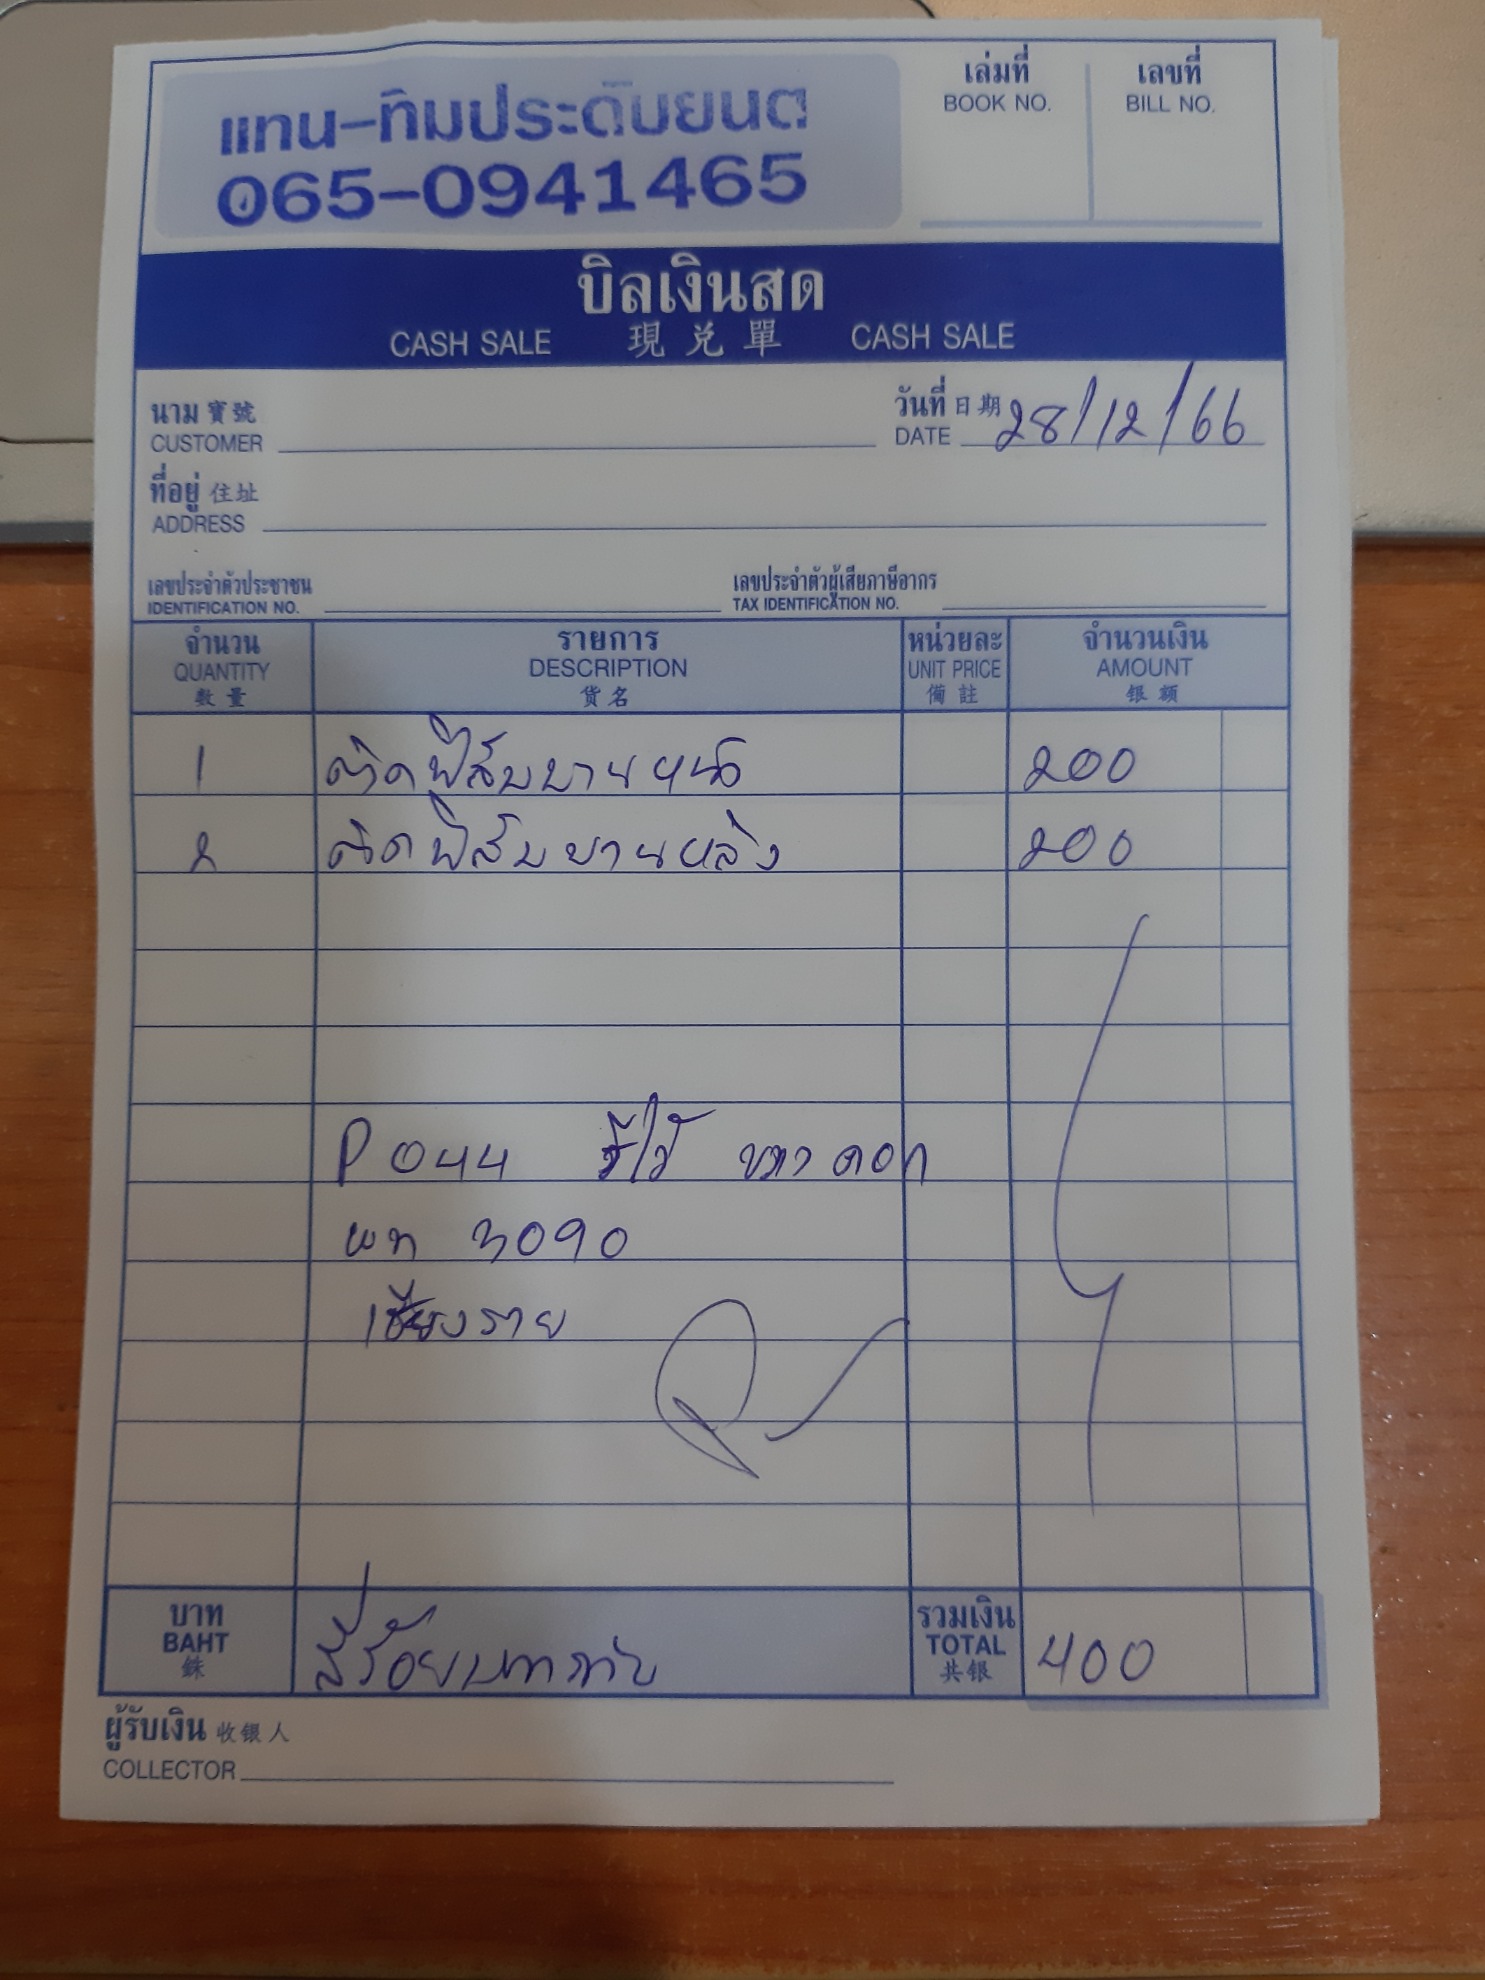 แทน-ทิมประดับยนต์
065-0941465
เล่มที่
BOOK NO.
เลขที่
BILL NO.
บิลเงินสด
CASH SALE 現兌單 CASH SALE
นาม 寶號
CUSTOMER
วันที่ 日期 28/12/66
DATE
ที่อยู่ 住址
ADDRESS
เลขประจำตัวประชาชน
IDENTIFICATION NO.
เลขประจำตัวผู้เสียภาษีอากร
TAX IDENTIFICATION NO.
จำนวน รายการ หน่วยละ จำนวนเงิน
QUANTITY DESCRIPTION UNIT PRICE AMOUNT
數量 货名 備註 银额
1 ติดฟิล์มบานหน้า 200
2 ติดฟิล์มบานหลัง 200
P 044 รีโว้
3090
เชียงราย
บาท สี่ร้อยบาทถ้วน รวมเงิน 400
BAHT TOTAL
銖 共银
ผู้รับเงิน 收银人
COLLECTOR